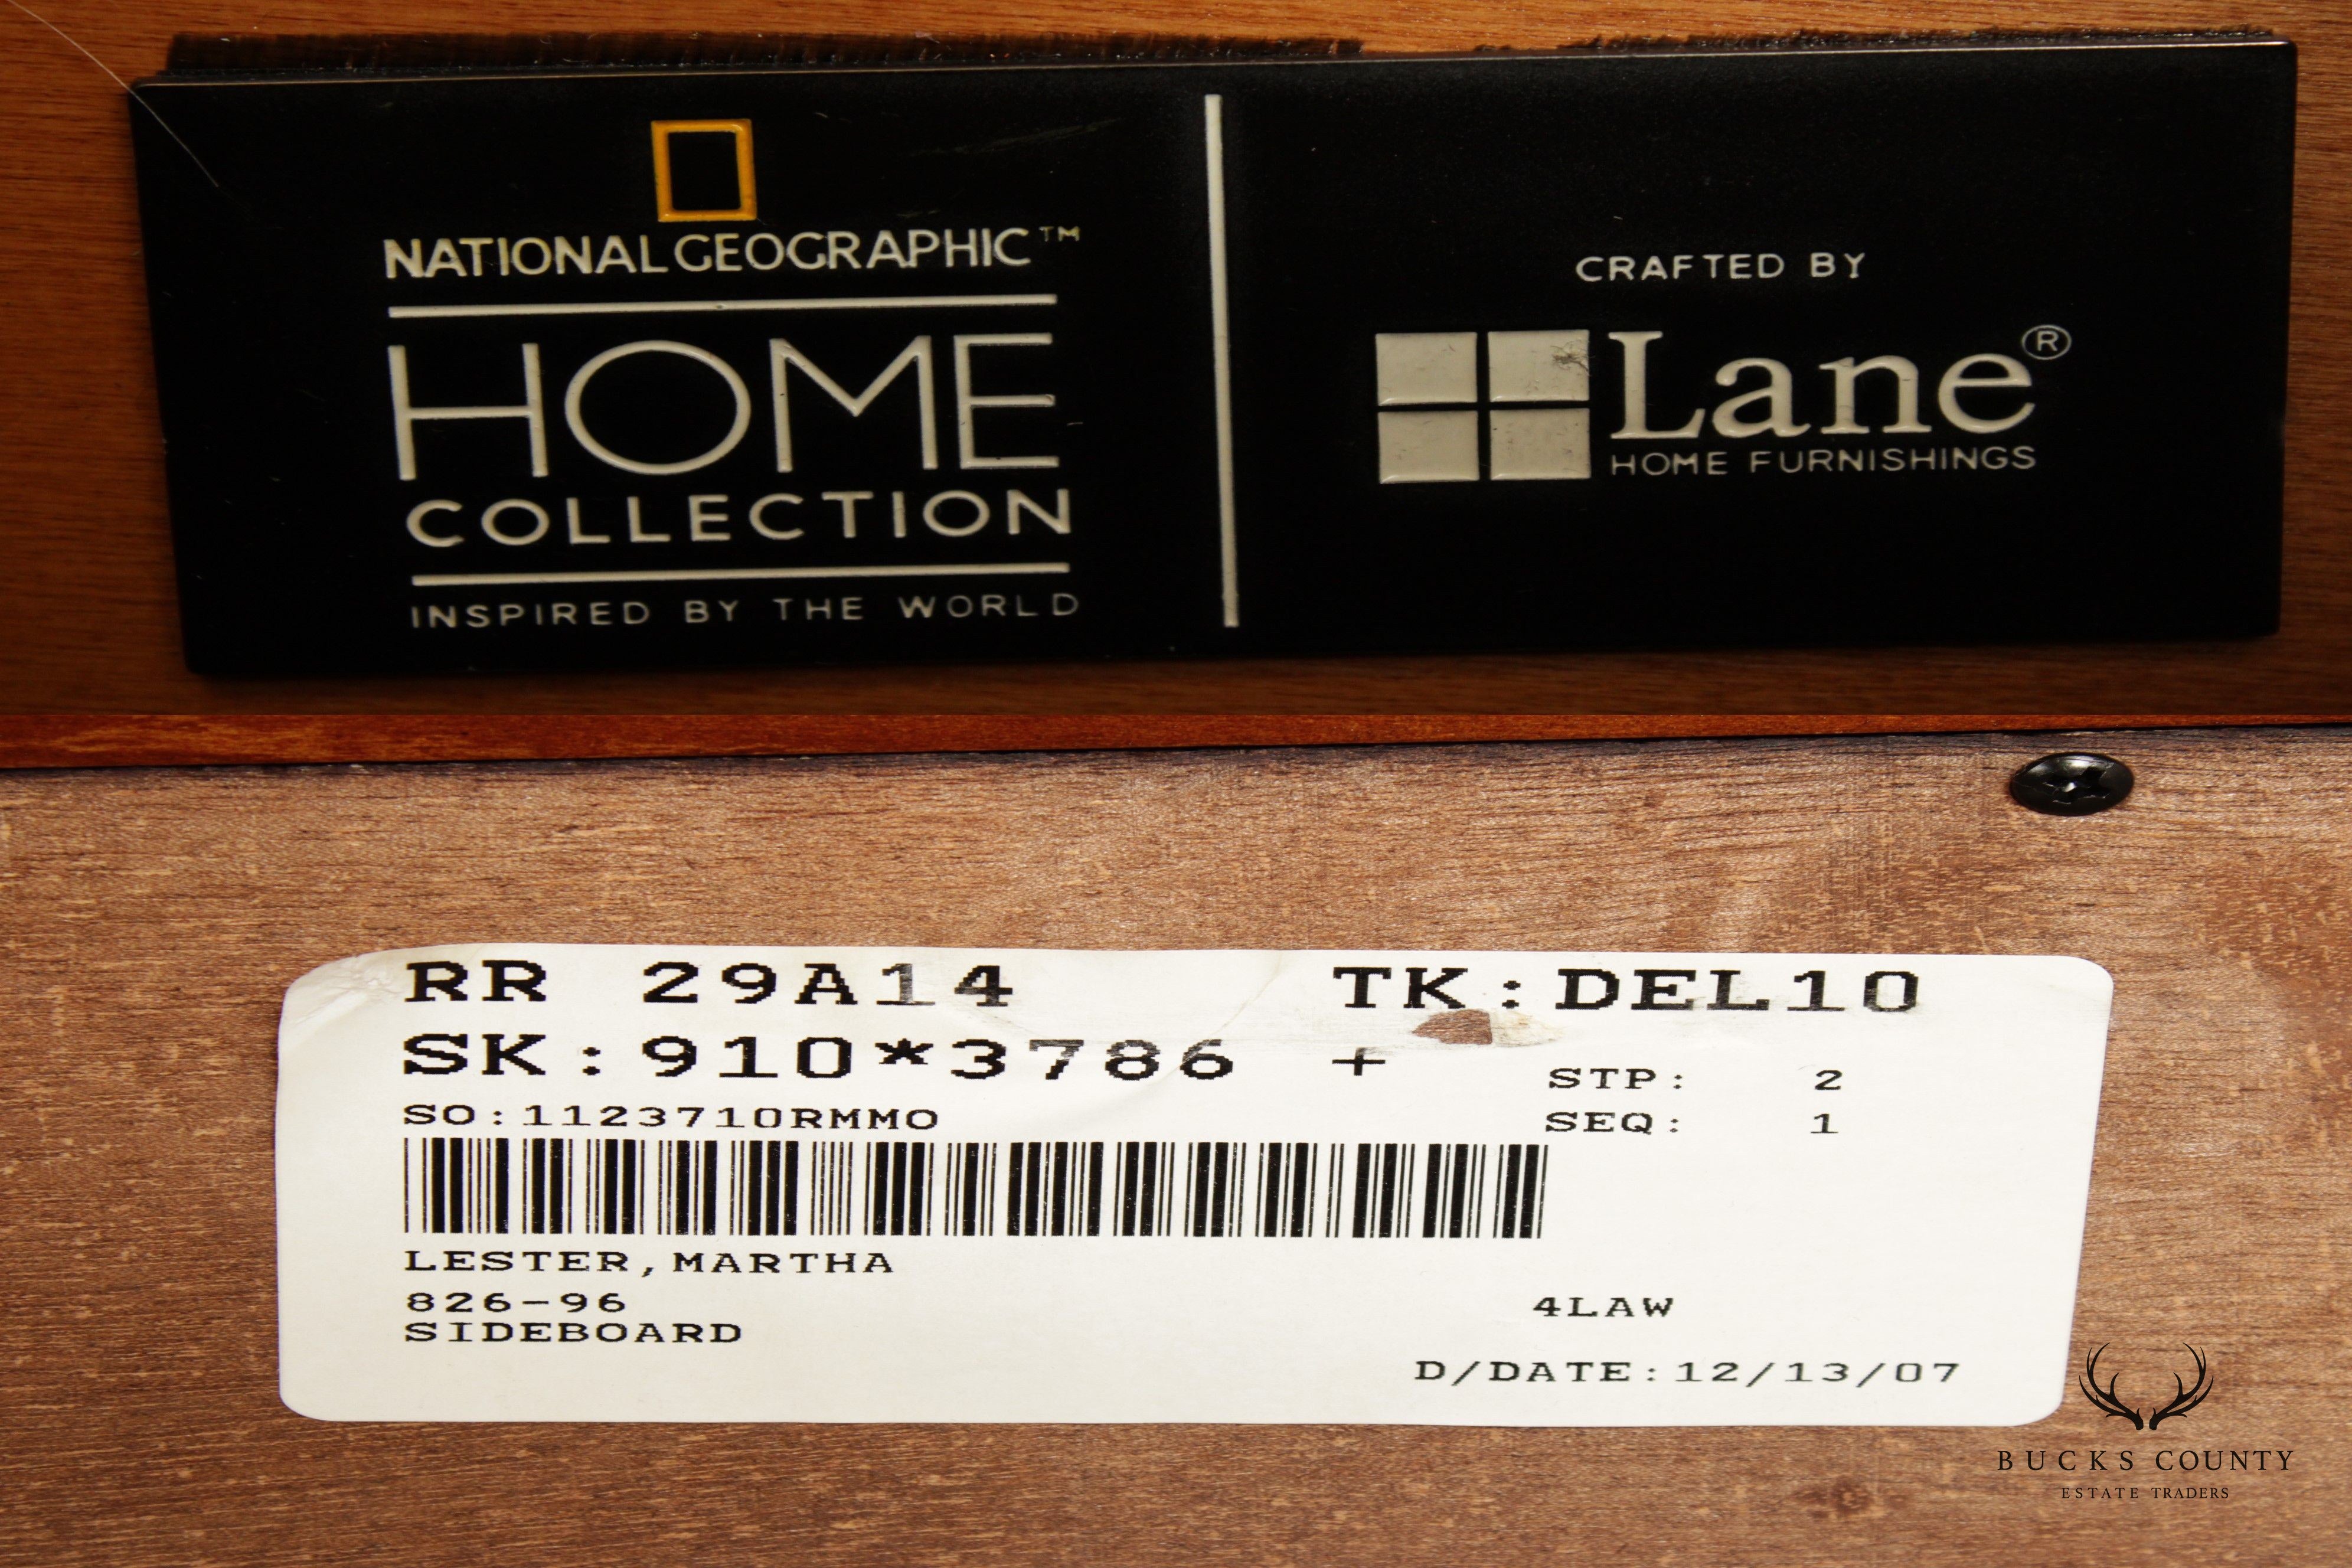 NATIONAL GEOGRAPHIC™
HOME
COLLECTION
INSPIRED BY THE WORLD
CRAFTED BY
Lane®
HOME FURNISHINGS
RR 29A14 TK:DEL10
SK:910*3786 +
STP: 2
SO:1123710RMMO
SEQ: 1
LESTER,MARTHA
826-96
4LAW
SIDEBOARD
D/DATE:12/13/07
BUCKS COUNTY
ESTATE TRADERS